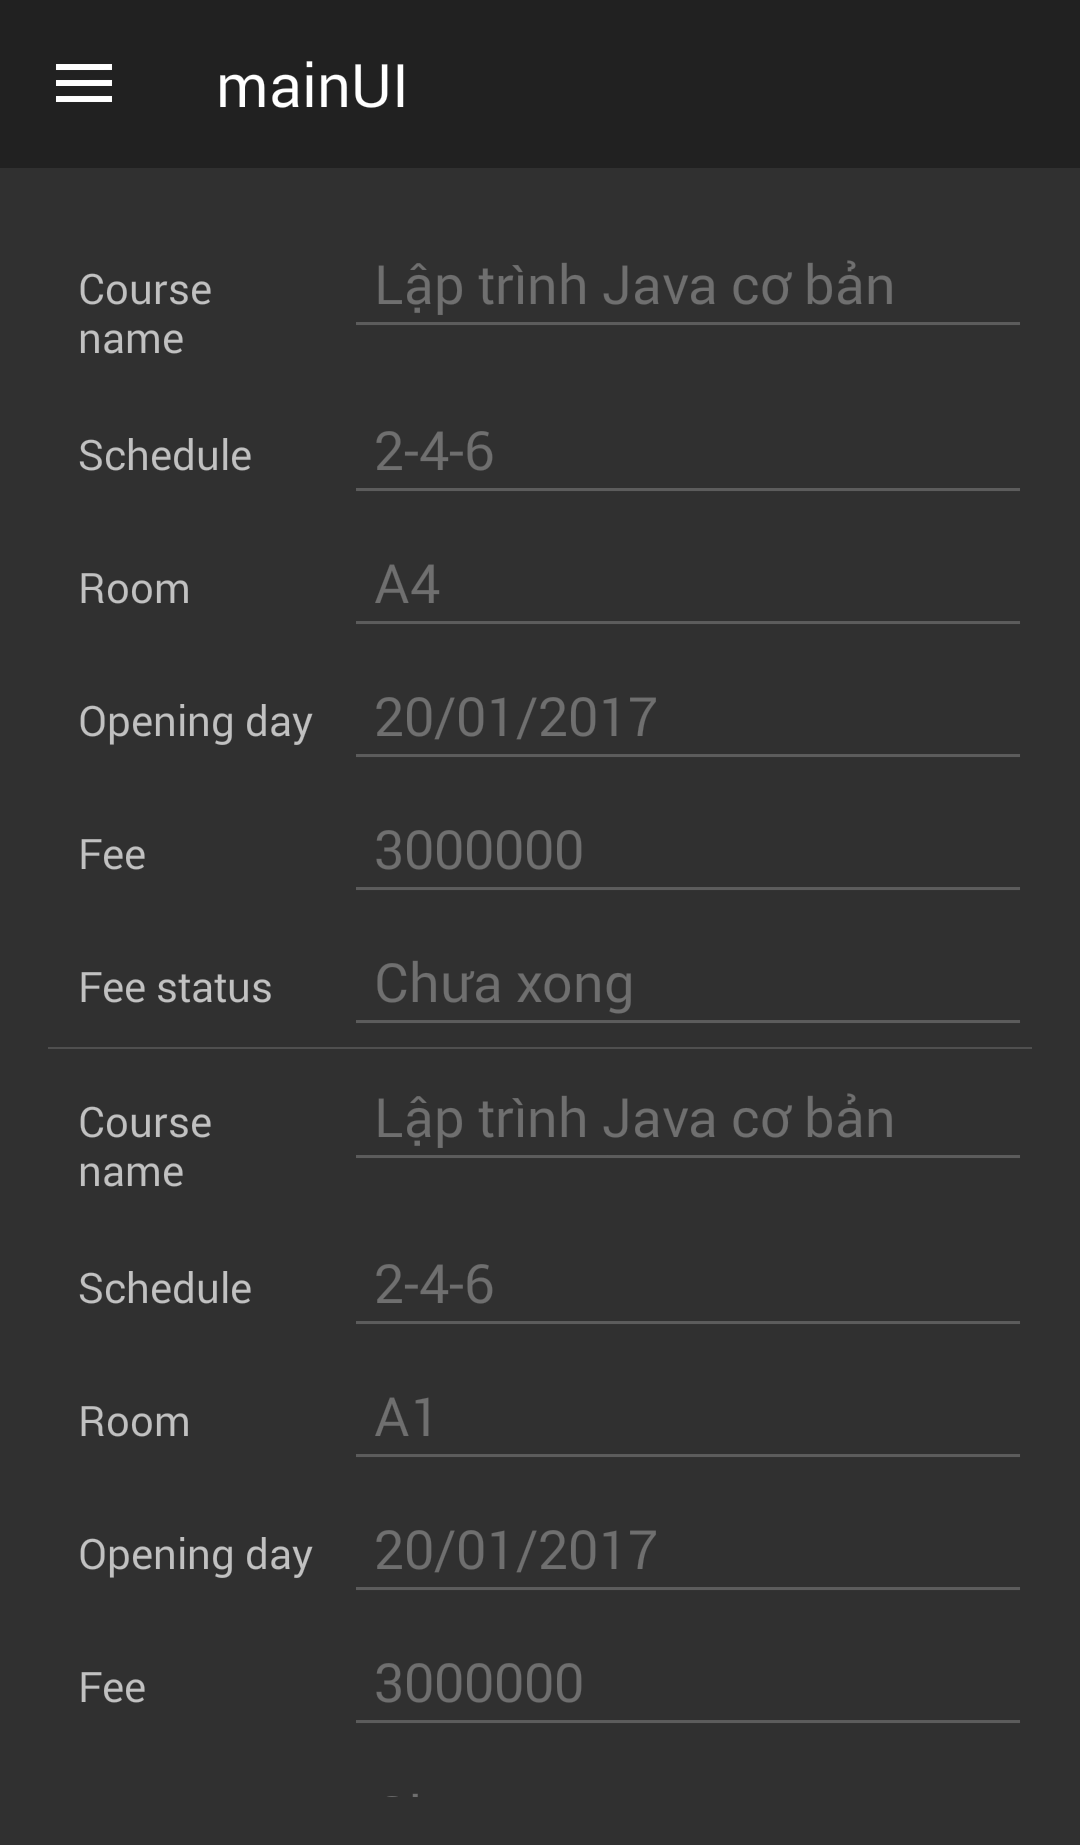 mainUI
Course Lập trình Java cơ bản
name
Schedule 2-4-6
Room A4
Opening day 20/01/2017
Fee 3000000
Fee status Chưa xong
Course Lập trình Java cơ bản
name
Schedule 2-4-6
Room A1
Opening day 20/01/2017
Fee 3000000